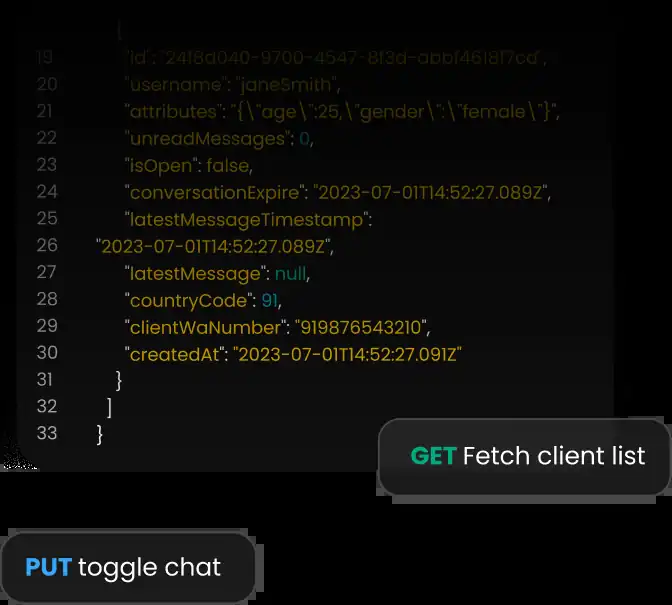 {
19 "id": "24f8a040-9700-4547-8f3d-abbf4618f7cd",
20 "username": "janeSmith",
21 "attributes": "{\"age\":25,\"gender\":\"female\"}",
22 "unreadMessages": 0,
23 "isOpen": false,
24 "conversationExpire": "2023-07-01T14:52:27.089Z",
25 "latestMessageTimestamp":
26 "2023-07-01T14:52:27.089Z",
27 "latestMessage": null,
28 "countryCode": 91,
29 "clientWaNumber": "919876543210",
30 "createdAt": "2023-07-01T14:52:27.091Z"
31 }
32 ]
33 }
GET Fetch client list
PUT toggle chat